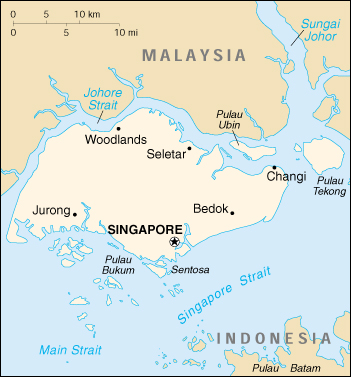 0 5 10 km
0 5 10 mi
Sungai
Johor
MALAYSIA
Johore
Strait
Pulau
Ubin
Woodlands
Seletar
Changi
Pulau
Tekong
Jurong
Bedok
SINGAPORE
Pulau
Bukum
Sentosa
Singapore Strait
INDONESIA
Main Strait
Pulau Batam